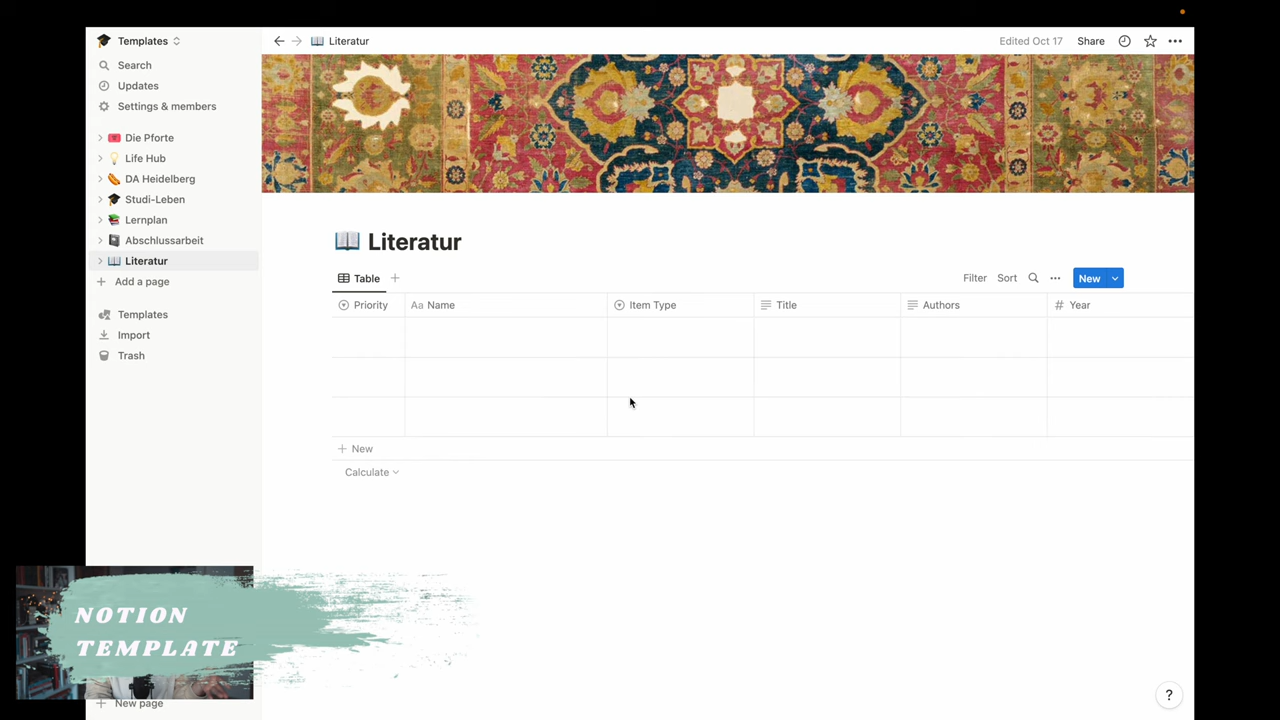 Templates
Literatur
Edited Oct 17
Share
Search
Updates
Settings & members
Die Pforte
Life Hub
DA Heidelberg
Studi-Leben
Lernplan
Abschlussarbeit
Literatur
Add a page
Templates
Import
Trash
Literatur
Table
Filter
Sort
New
Priority
Aa Name
Item Type
Title
Authors
# Year
+ New
Calculate
NOTION
TEMPLATE
+ New page
?